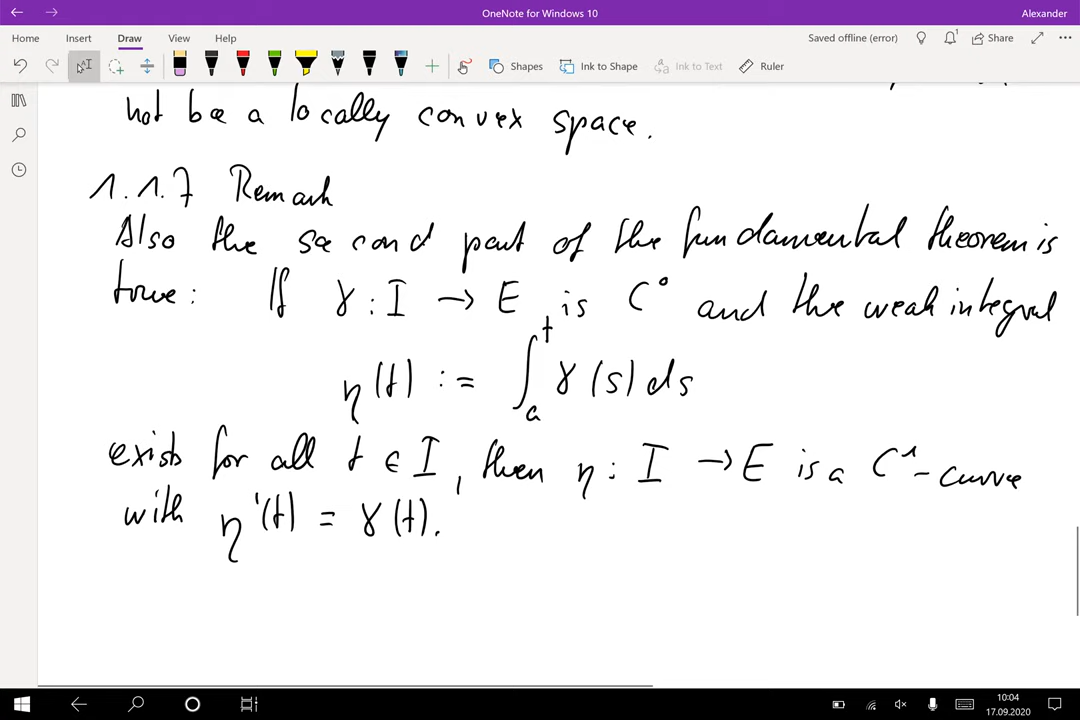 OneNote for Windows 10
Alexander
Home Insert Draw View Help
Saved offline (error) Share
Shapes Ink to Shape Ink to Text Ruler
not be a locally convex space.
1.1.7 Remark
Also the second part of the fundamental theorem is
true: If γ : I → E is C⁰ and the weak integral
η(t) := ∫ₐᵗ γ(s) ds
exists for all t ∈ I, then η : I → E is a C¹-curve
with η'(t) = γ(t).
10:04
17.09.2020